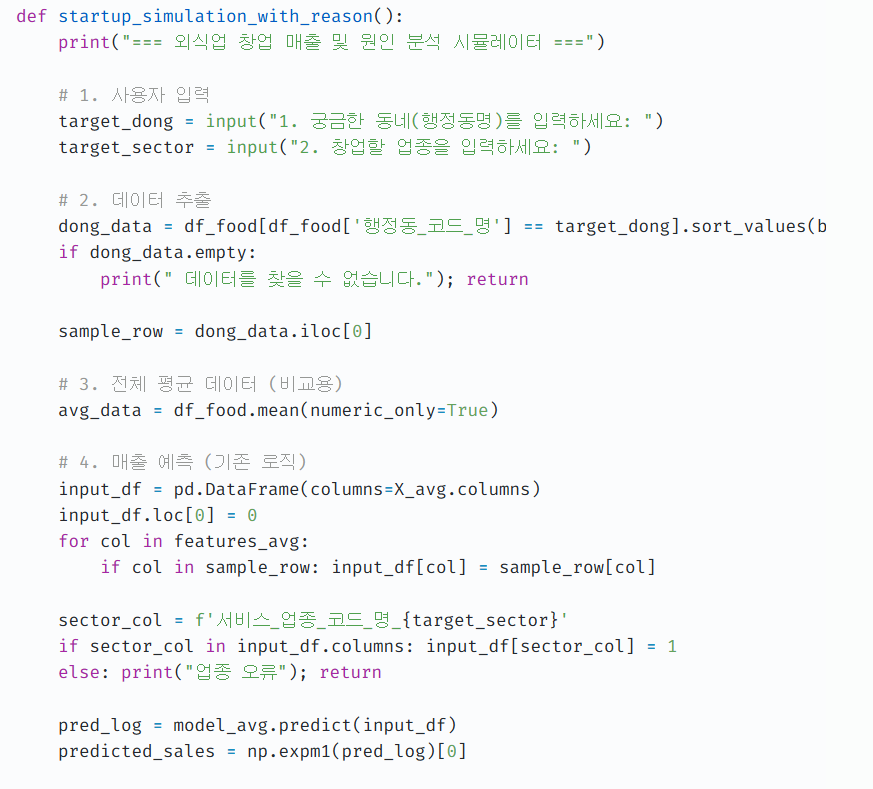 def startup_simulation_with_reason():
    print("=== 외식업 창업 매출 및 원인 분석 시뮬레이터 ===")
    # 1. 사용자 입력
    target_dong = input("1. 궁금한 동네(행정동명)를 입력하세요: ")
    target_sector = input("2. 창업할 업종을 입력하세요: ")
    # 2. 데이터 추출
    dong_data = df_food[df_food['행정동_코드_명'] == target_dong].sort_values(b
    if dong_data.empty:
        print(" 데이터를 찾을 수 없습니다."); return
    sample_row = dong_data.iloc[0]
    # 3. 전체 평균 데이터 (비교용)
    avg_data = df_food.mean(numeric_only=True)
    # 4. 매출 예측 (기존 로직)
    input_df = pd.DataFrame(columns=X_avg.columns)
    input_df.loc[0] = 0
    for col in features_avg:
        if col in sample_row: input_df[col] = sample_row[col]
    sector_col = f'서비스_업종_코드_명_{target_sector}'
    if sector_col in input_df.columns: input_df[sector_col] = 1
    else: print("업종 오류"); return
    pred_log = model_avg.predict(input_df)
    predicted_sales = np.expm1(pred_log)[0]